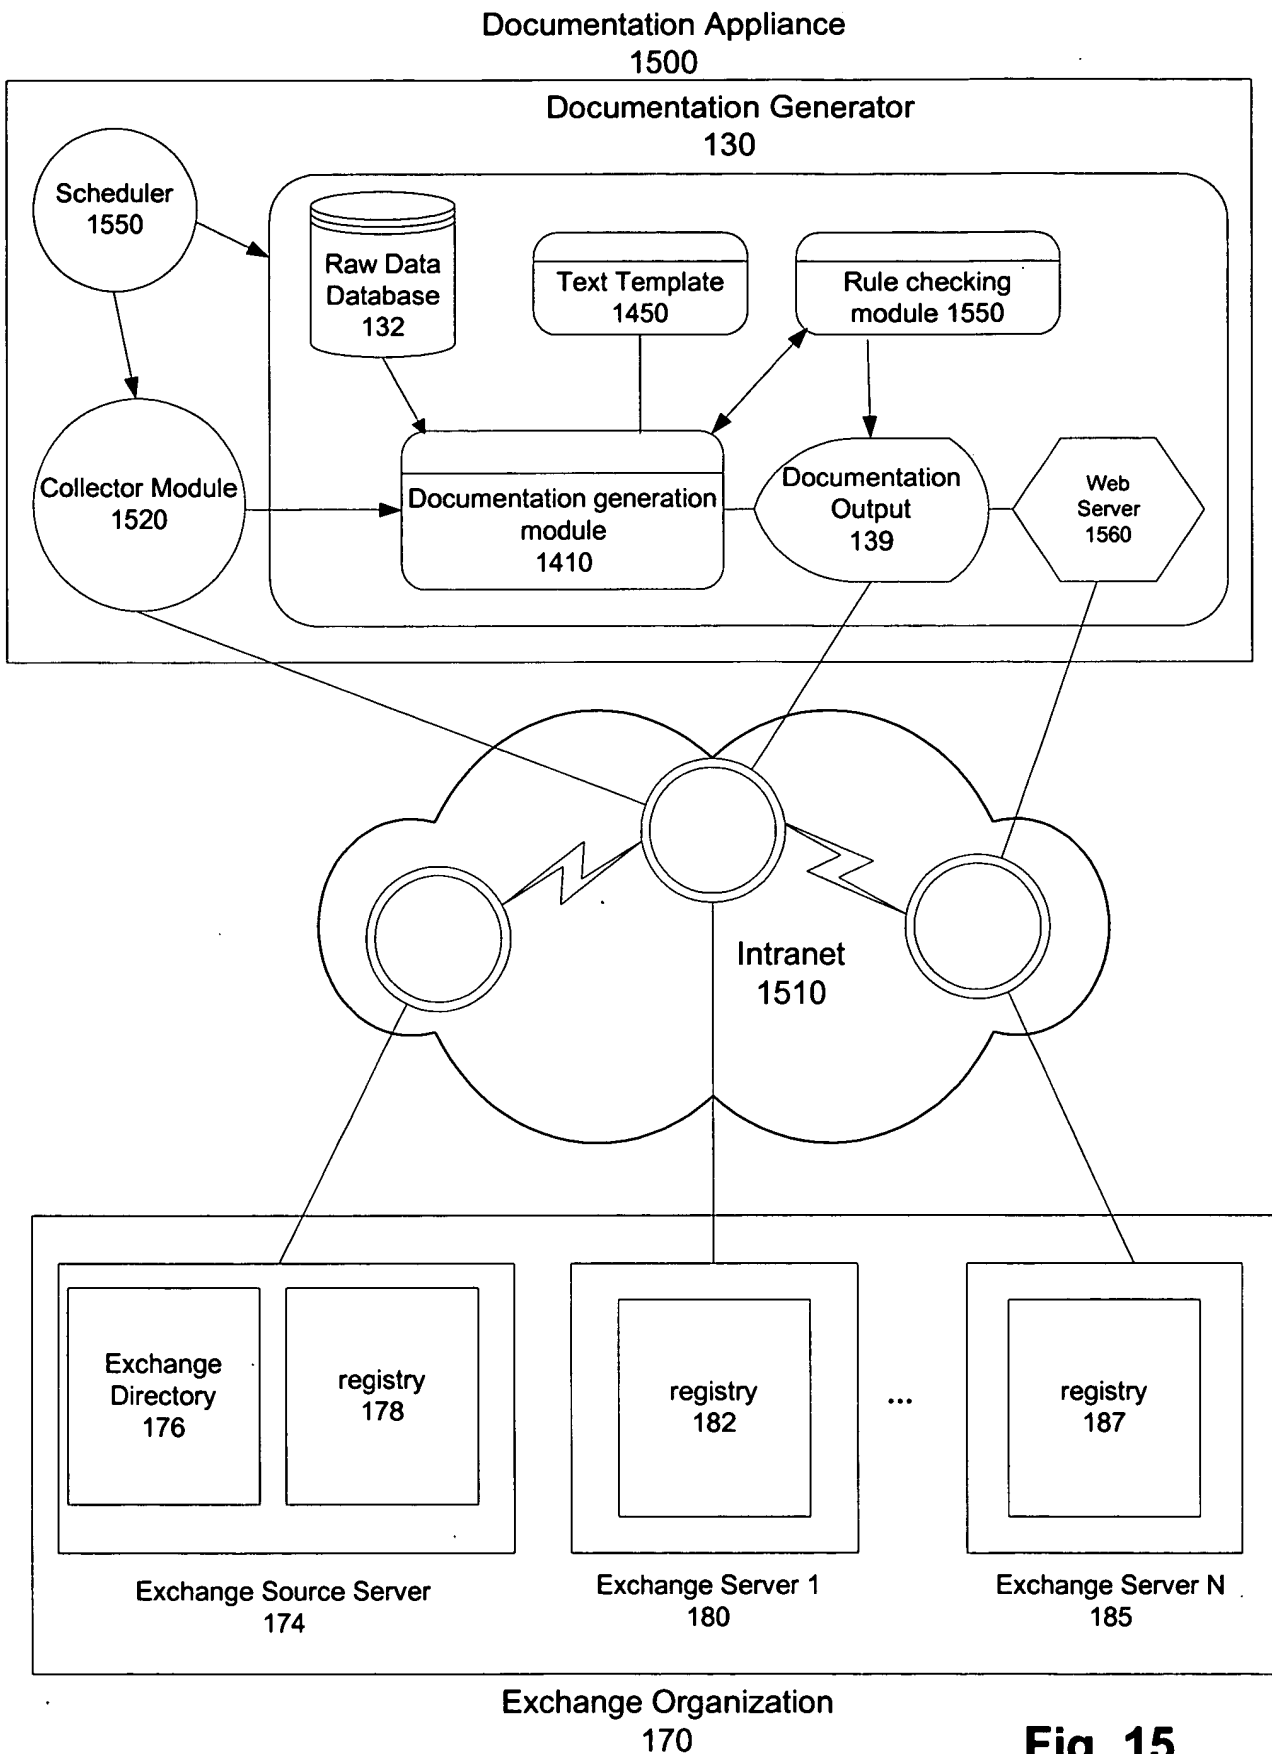 Documentation Appliance
1500
Documentation Generator
130
Scheduler
1550
Raw Data
Database
132
Text Template
1450
Rule checking
module 1550
Collector Module
1520
Documentation generation
module
1410
Documentation
Output
139
Web
Server
1560
Intranet
1510
Exchange
Directory
176
registry
178
registry
182
...
registry
187
Exchange Source Server
174
Exchange Server 1
180
Exchange Server N
185
Exchange Organization
170
Fig. 15